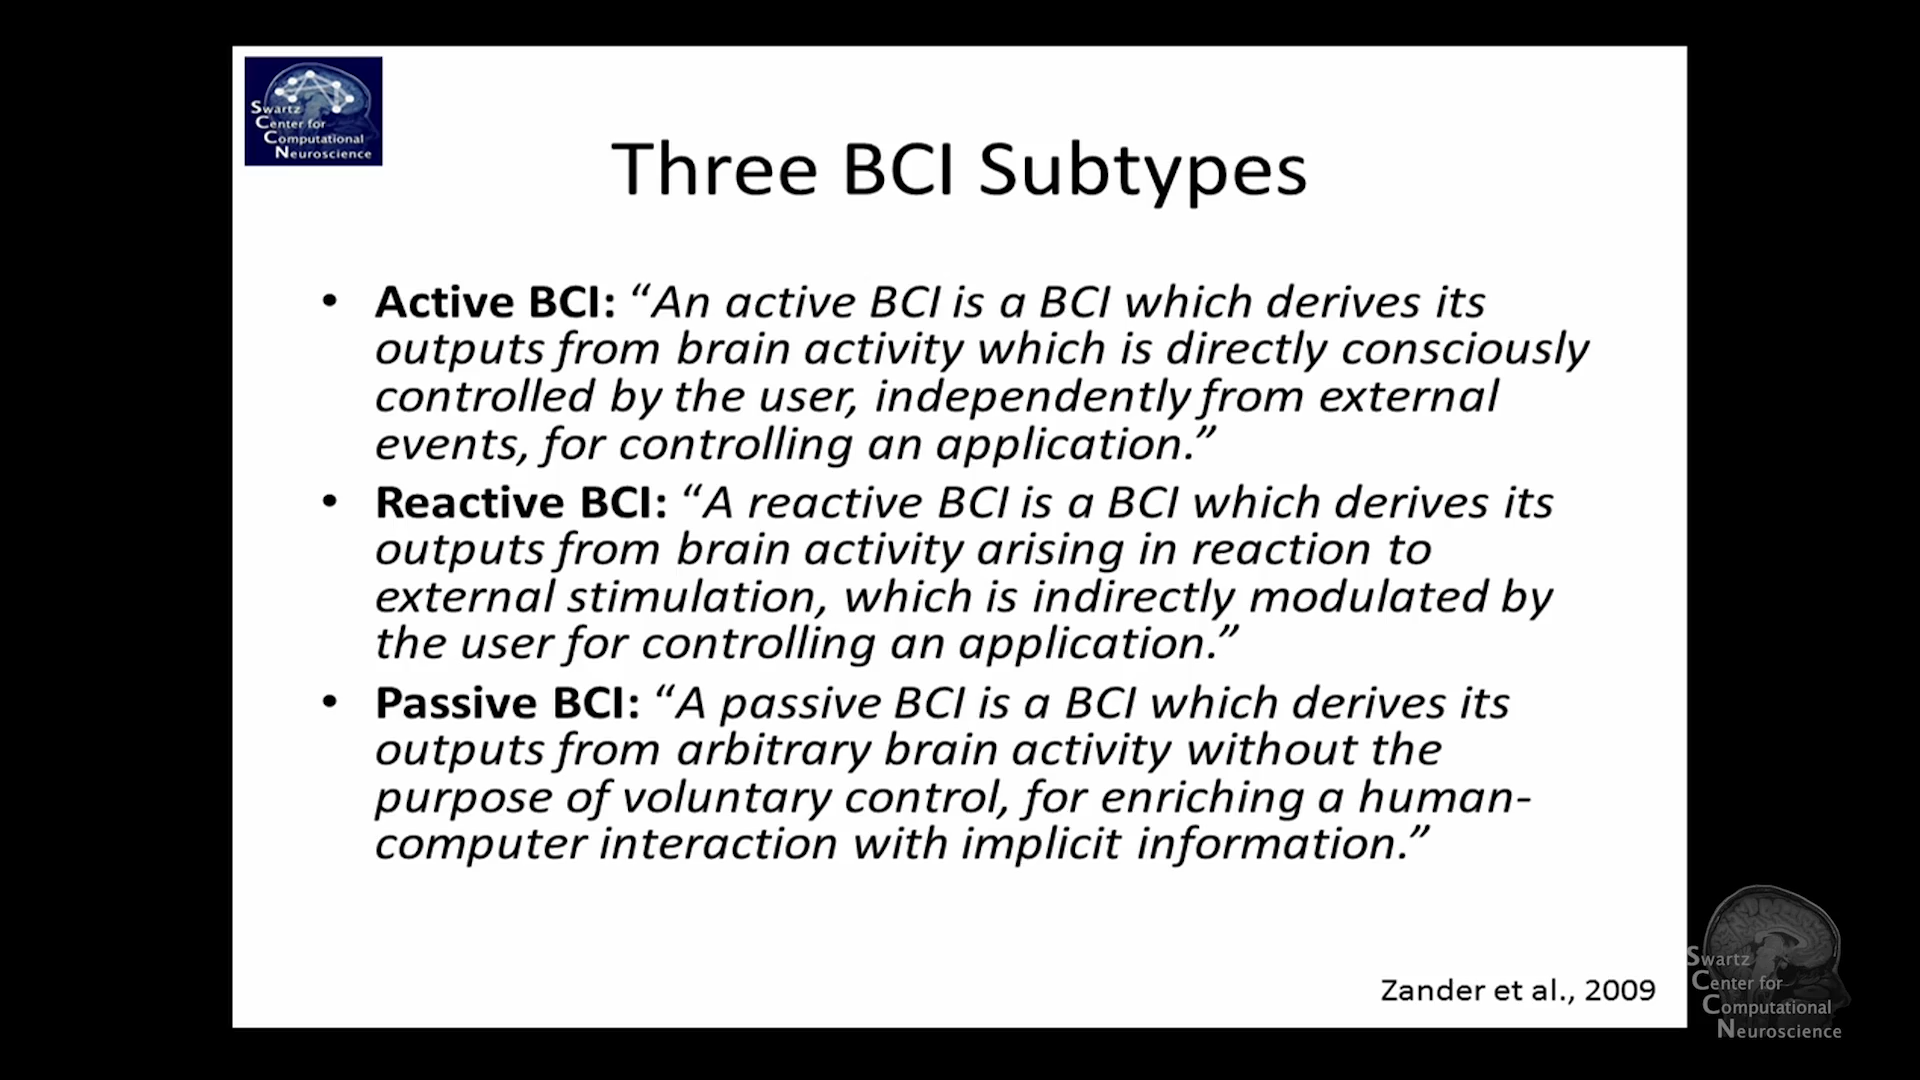 Swartz
Center for
Computational
Neuroscience
Three BCI Subtypes
• Active BCI: “An active BCI is a BCI which derives its
outputs from brain activity which is directly consciously
controlled by the user, independently from external
events, for controlling an application.”
• Reactive BCI: “A reactive BCI is a BCI which derives its
outputs from brain activity arising in reaction to
external stimulation, which is indirectly modulated by
the user for controlling an application.”
• Passive BCI: “A passive BCI is a BCI which derives its
outputs from arbitrary brain activity without the
purpose of voluntary control, for enriching a human-
computer interaction with implicit information.”
Zander et al., 2009
Swartz
Center for
Computational
Neuroscience